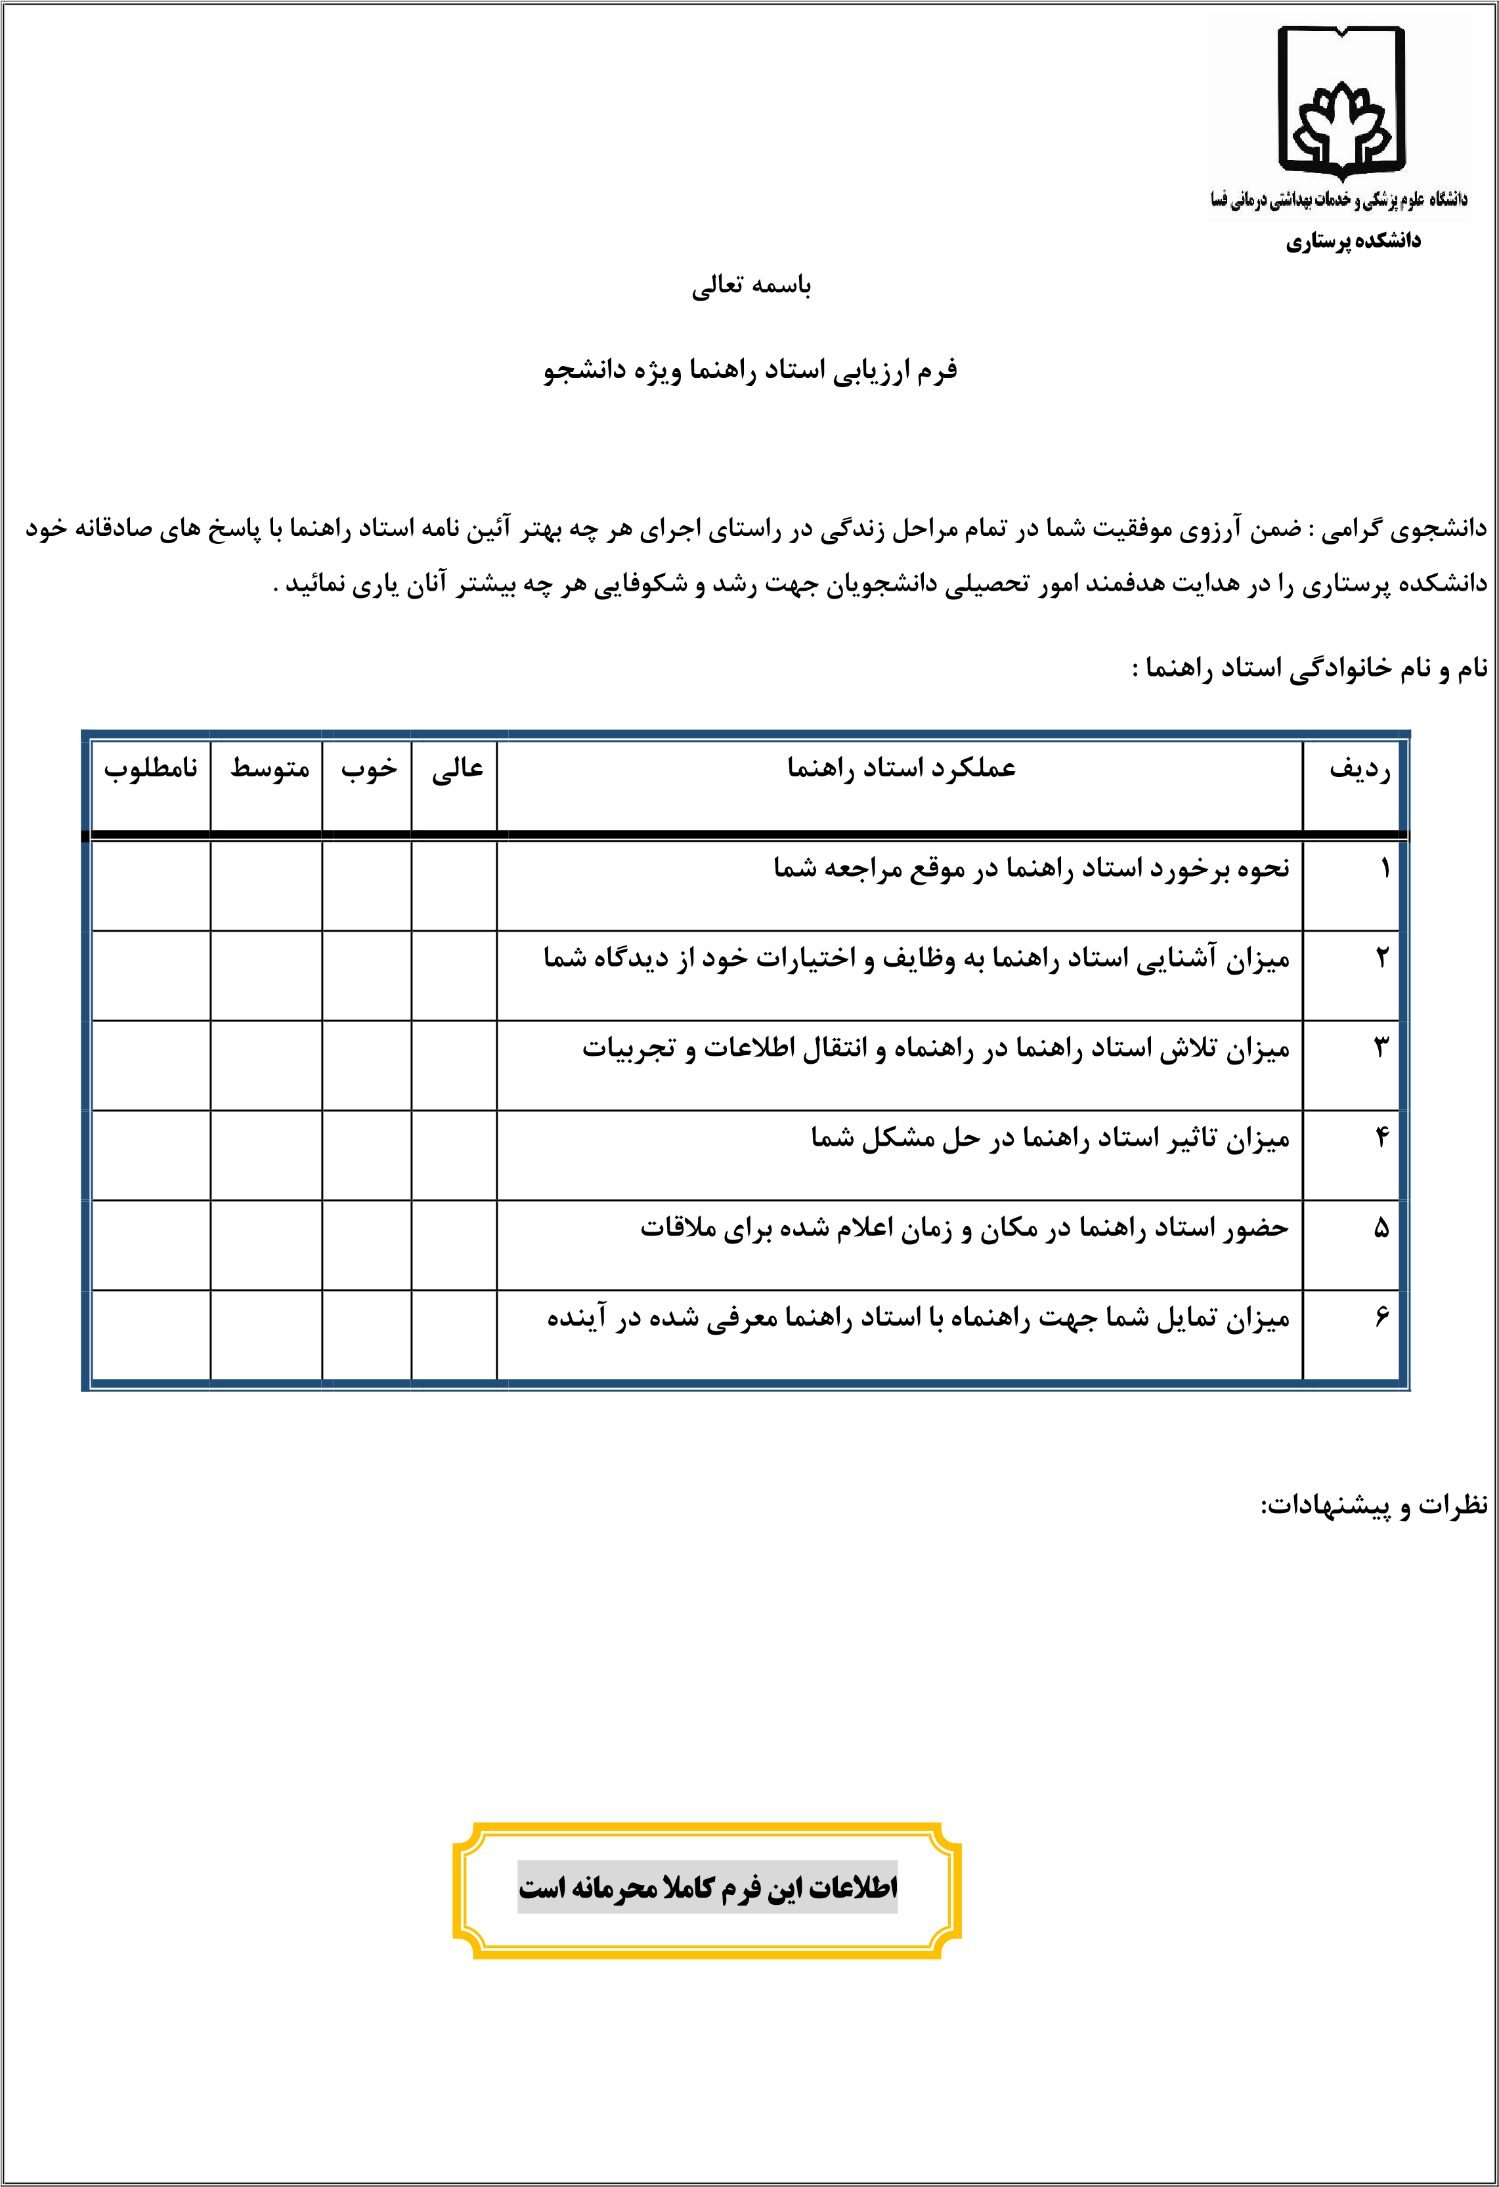 دانشگاه علوم پزشکی و خدمات بهداشتی درمانی فسا
دانشکده پرستاری
باسمه تعالی
فرم ارزیابی استاد راهنما ویژه دانشجو
دانشجوی گرامی : ضمن آرزوی موفقیت شما در تمام مراحل زندگی در راستای اجرای هر چه بهتر آئین نامه استاد راهنما با پاسخ های صادقانه خود
دانشکده پرستاری را در هدایت هدفمند امور تحصیلی دانشجویان جهت رشد و شکوفایی هر چه بیشتر آنان یاری نمائید .
نام و نام خانوادگی استاد راهنما :
ردیف عملکرد استاد راهنما عالی خوب متوسط نامطلوب
۱ نحوه برخورد استاد راهنما در موقع مراجعه شما
۲ میزان آشنایی استاد راهنما به وظایف و اختیارات خود از دیدگاه شما
۳ میزان تلاش استاد راهنما در راهنماه و انتقال اطلاعات و تجربیات
۴ میزان تاثیر استاد راهنما در حل مشکل شما
۵ حضور استاد راهنما در مکان و زمان اعلام شده برای ملاقات
۶ میزان تمایل شما جهت راهنماه با استاد راهنما معرفی شده در آینده
نظرات و پیشنهادات:
اطلاعات این فرم کاملا محرمانه است